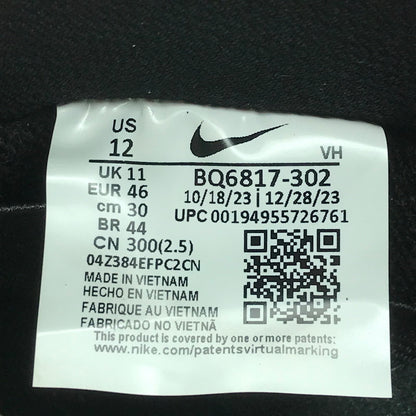 US
12
UK 11
EUR 46
cm 30
BR 44
CN 300(2.5)
04Z384EFPC2CN
MADE IN VIETNAM
HECHO EN VIETNAM
FABRIQUE AU VIETNAM
FABRICADO NO VIETNÃ
VH
BQ6817-302
10/18/23 | 12/28/23
UPC 00194955726761
This product is covered by one or more patents:
www.nike.com/patentsvirtualmarking